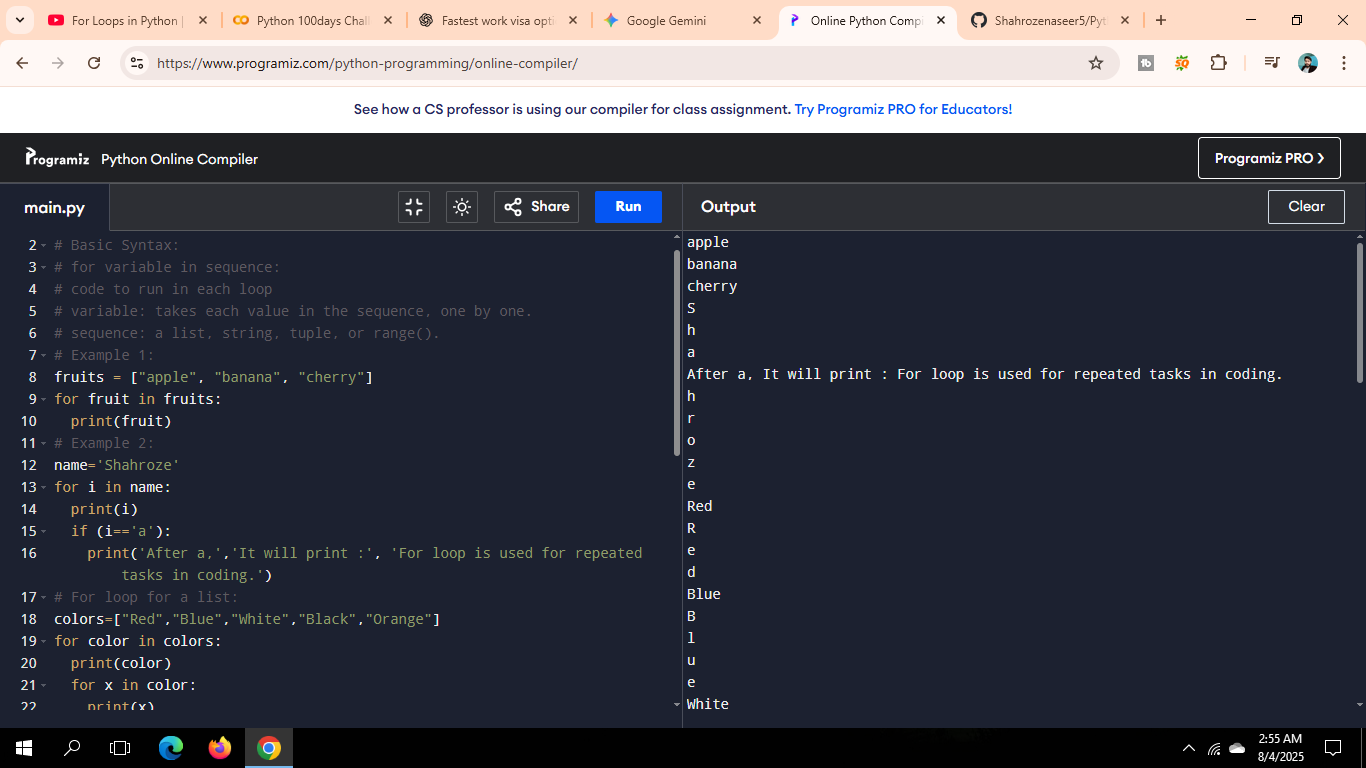 For Loops in Python |
Python 100days Chall
Fastest work visa opti
Google Gemini
Online Python Compi
Shahrozenaseer5/Pyt
https://www.programiz.com/python-programming/online-compiler/
See how a CS professor is using our compiler for class assignment. Try Programiz PRO for Educators!
Programiz Python Online Compiler
Programiz PRO ❯
main.py
Share
Run
Output
Clear
2 # Basic Syntax:
3 # for variable in sequence:
4 # code to run in each loop
5 # variable: takes each value in the sequence, one by one.
6 # sequence: a list, string, tuple, or range().
7 # Example 1:
8 fruits = ["apple", "banana", "cherry"]
9 for fruit in fruits:
10 print(fruit)
11 # Example 2:
12 name='Shahroze'
13 for i in name:
14 print(i)
15 if (i=='a'):
16 print('After a,','It will print :', 'For loop is used for repeated
tasks in coding.')
17 # For loop for a list:
18 colors=["Red","Blue","White","Black","Orange"]
19 for color in colors:
20 print(color)
21 for x in color:
22 print(x)
apple
banana
cherry
S
h
a
After a, It will print : For loop is used for repeated tasks in coding.
h
r
o
z
e
Red
R
e
d
Blue
B
l
u
e
White
2:55 AM
8/4/2025